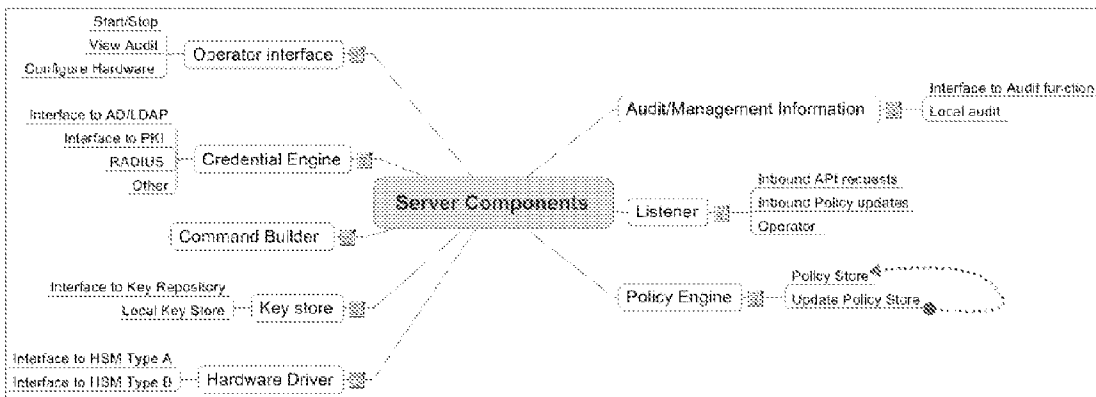 Start/Stop
View Audit
Configure Hardware
Operator interface
Interface to AD/LDAP
Interface to PKI
RADIUS
Other
Credential Engine
Command Builder
Interface to Key Repository
Local Key Store
Key store
Interface to HSM Type A
Interface to HSM Type B
Hardware Driver
Server Components
Audit/Management Information
Interface to Audit function
Local audit
Listener
Inbound API requests
Inbound Policy updates
Operator
Policy Engine
Policy Store
Update Policy Store